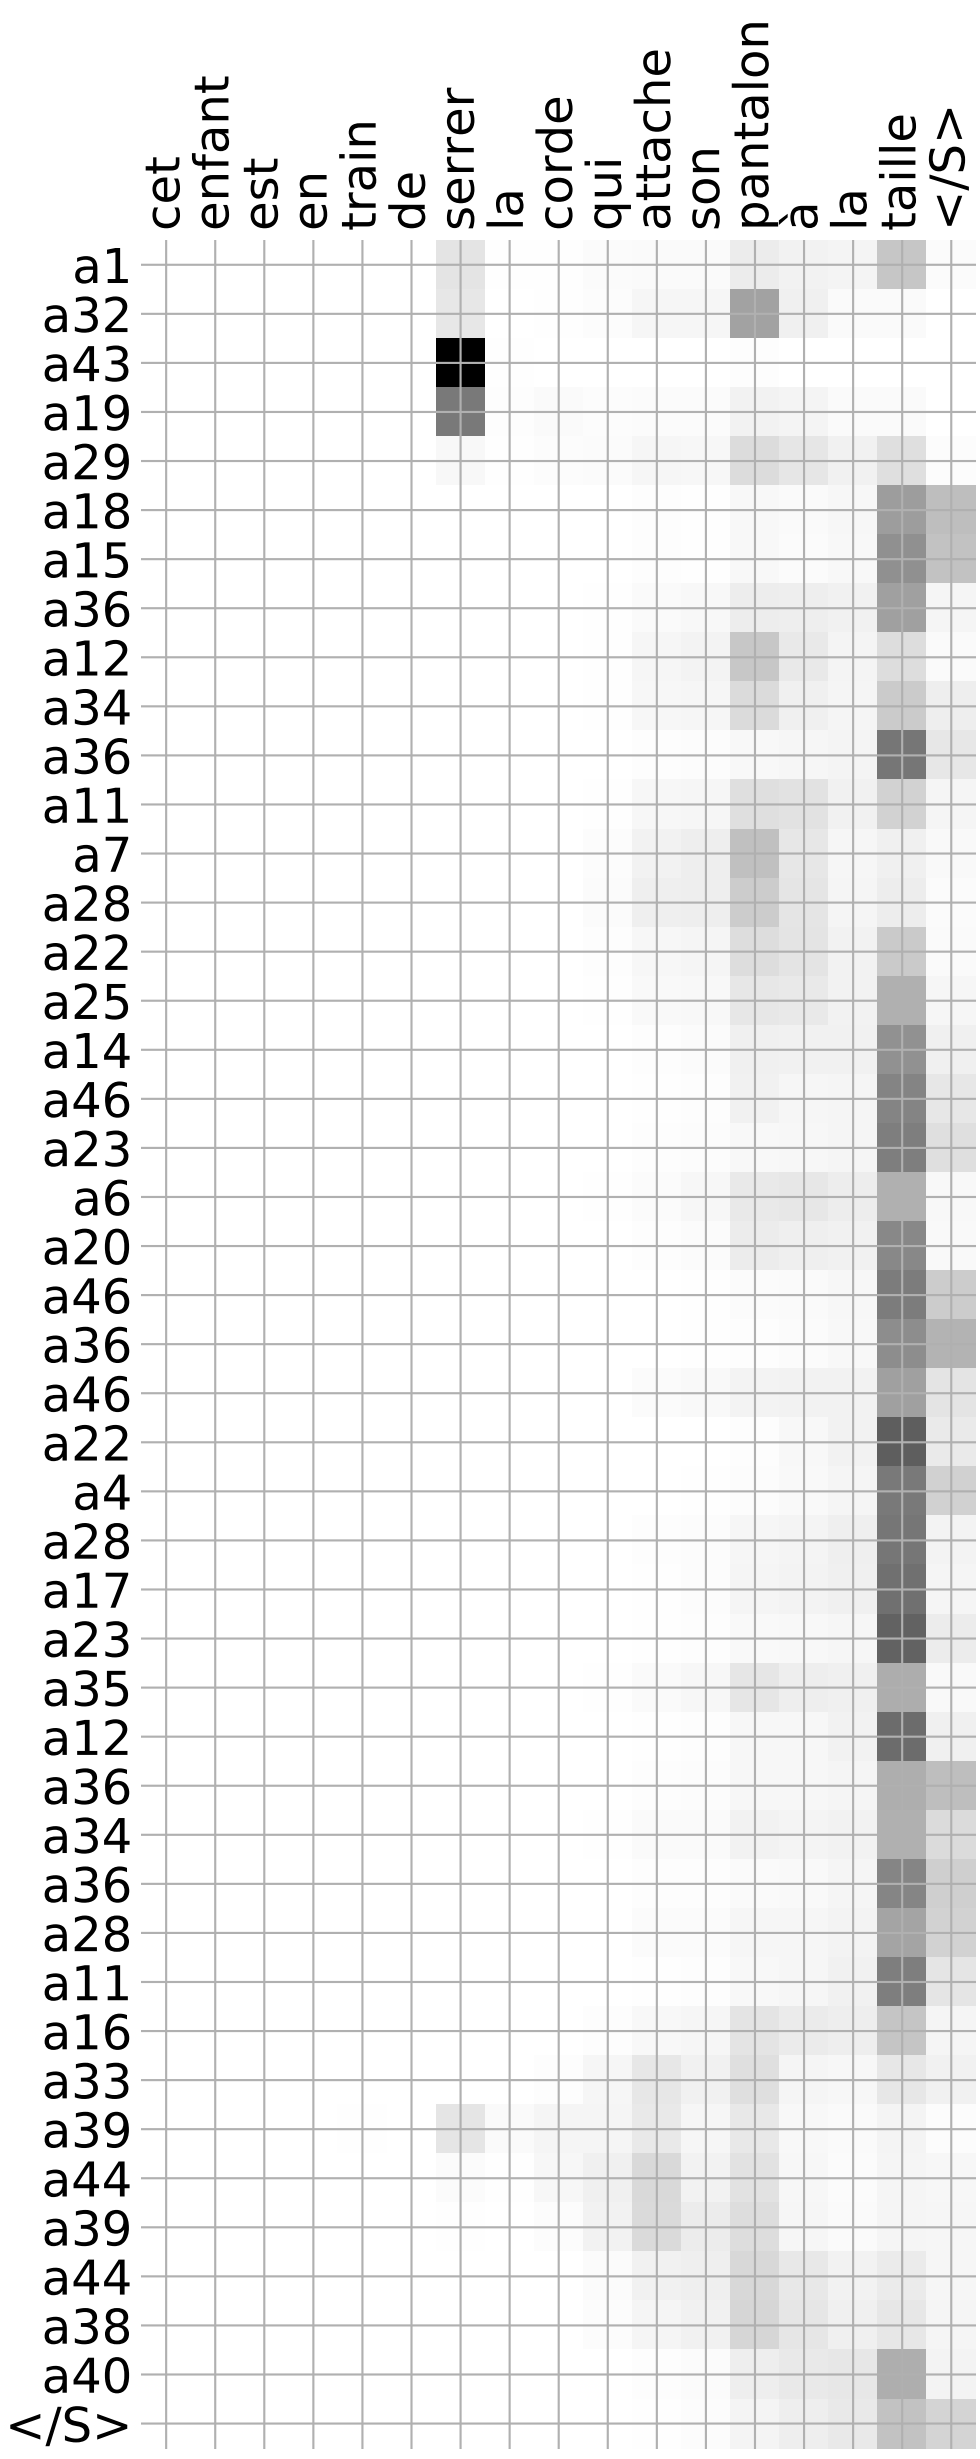 cet enfant est en train de serrer la corde qui attache son pantalon à la taille </S>
a1
a32
a43
a19
a29
a18
a15
a36
a12
a34
a36
a11
a7
a28
a22
a25
a14
a46
a23
a6
a20
a46
a36
a46
a22
a4
a28
a17
a23
a35
a12
a36
a34
a36
a28
a11
a16
a33
a39
a44
a39
a44
a38
a40
</S>